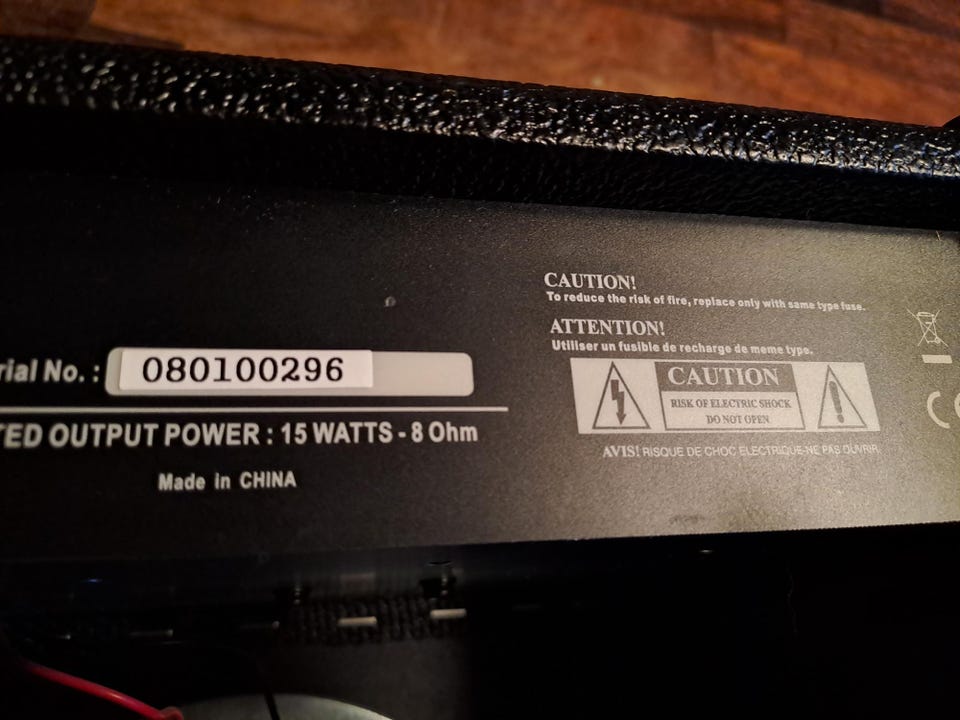 rial No. : 080100296
TED OUTPUT POWER : 15 WATTS - 8 Ohm
Made in CHINA
CAUTION!
To reduce the risk of fire, replace only with same type fuse.
ATTENTION!
Utiliser un fusible de recharge de meme type.
CAUTION
RISK OF ELECTRIC SHOCK
DO NOT OPEN
AVIS! RISQUE DE CHOC ELECTRIQUE-NE PAS OUVRIR.
CE